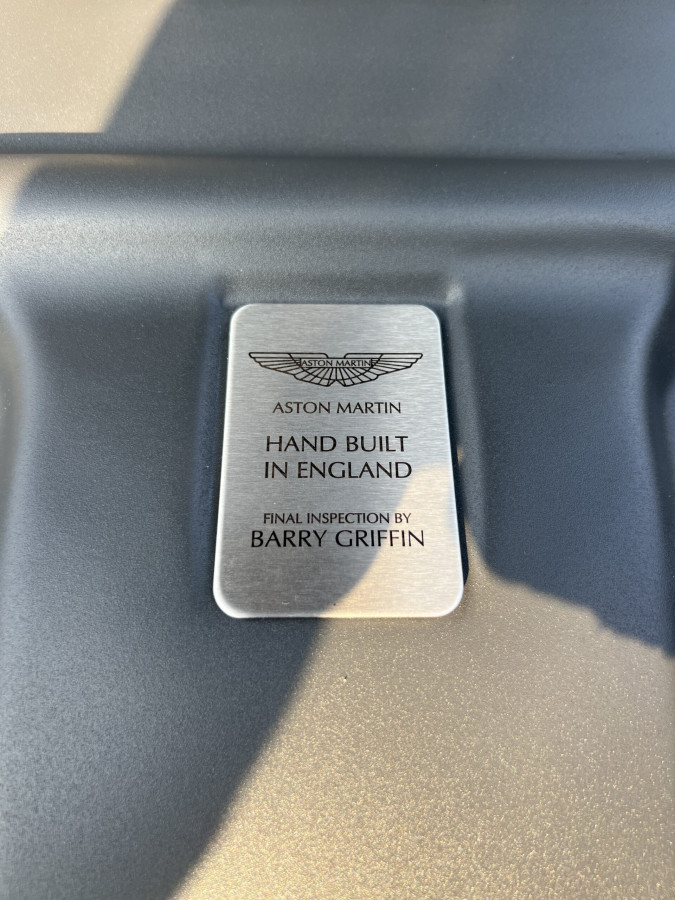 ASTON MARTIN
ASTON MARTIN
HAND BUILT
IN ENGLAND
FINAL INSPECTION BY
BARRY GRIFFIN